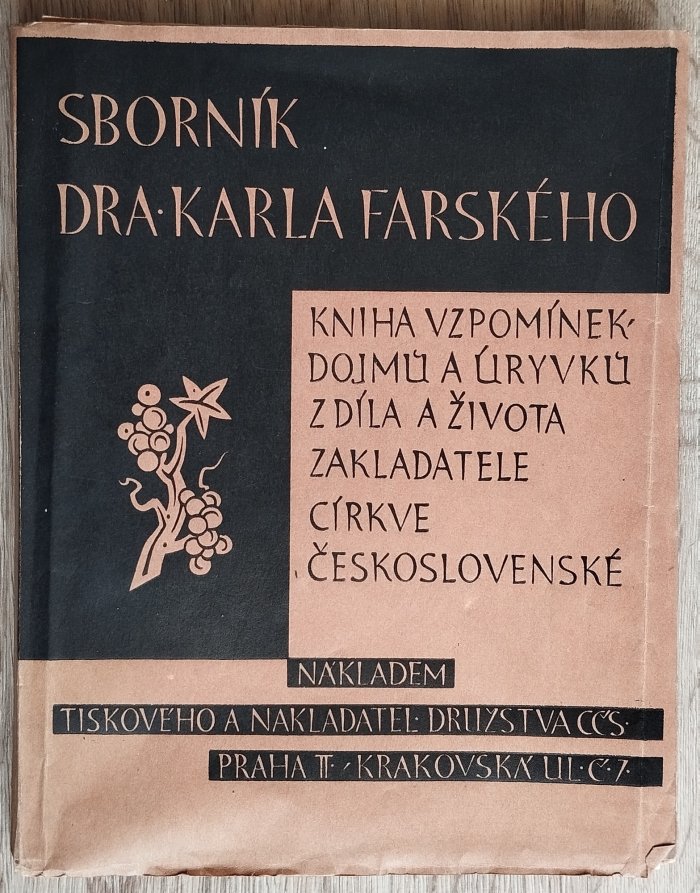 SBORNÍK
DRA·KARLA FARSKÉHO
KNIHA VZPOMÍNEK,
DOJMŮ A ÚRYVKŮ
Z DÍLA A ŽIVOTA
ZAKLADATELE
CÍRKVE
ČESKOSLOVENSKÉ
NÁKLADEM
TISKOVÉHO A NAKLADATEL· DRUŽSTVA CČS·
PRAHA II·, KRAKOVSKÁ UL·Č·7·